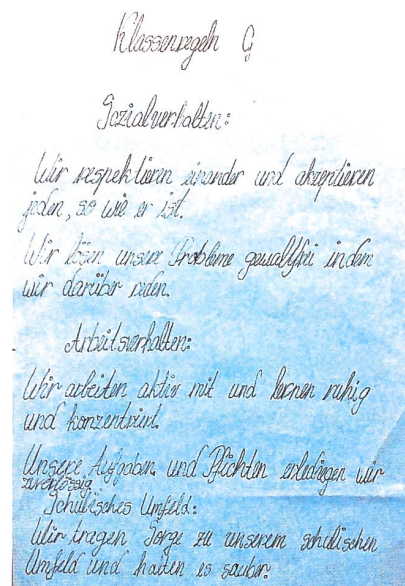 Klassenregeln G
Sozialverhalten:
Wir respektieren einander und akzeptieren
jeden, so wie er ist.
Wir lösen unsere Probleme gewaltfrei indem
wir darüber reden.
Arbeitsverhalten:
Wir arbeiten aktiv mit und lernen ruhig
und konzentriert.
Unsere Aufgaben und Pflichten erledigen wir
zuverlässig
Schulisches Umfeld:
Wir tragen Sorge zu unserem schulischen
Umfeld und halten es sauber.